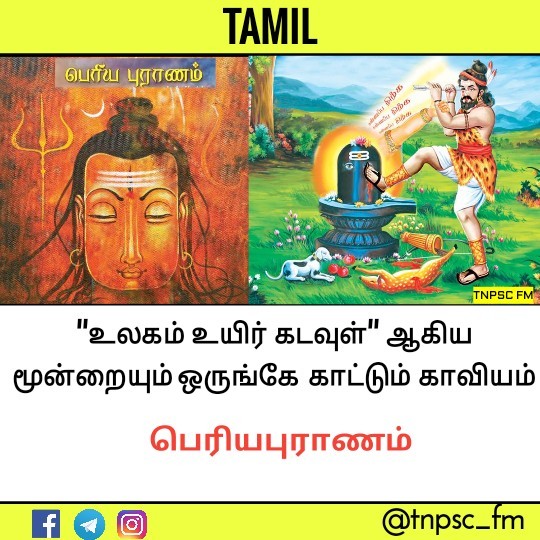 TAMIL
பெரிய புராணம்
நிற்க
நிற்க
நிற்க
TNPSC FM
"உலகம் உயிர் கடவுள்" ஆகிய
மூன்றையும் ஒருங்கே காட்டும் காவியம்
பெரியபுராணம்
@tnpsc_fm